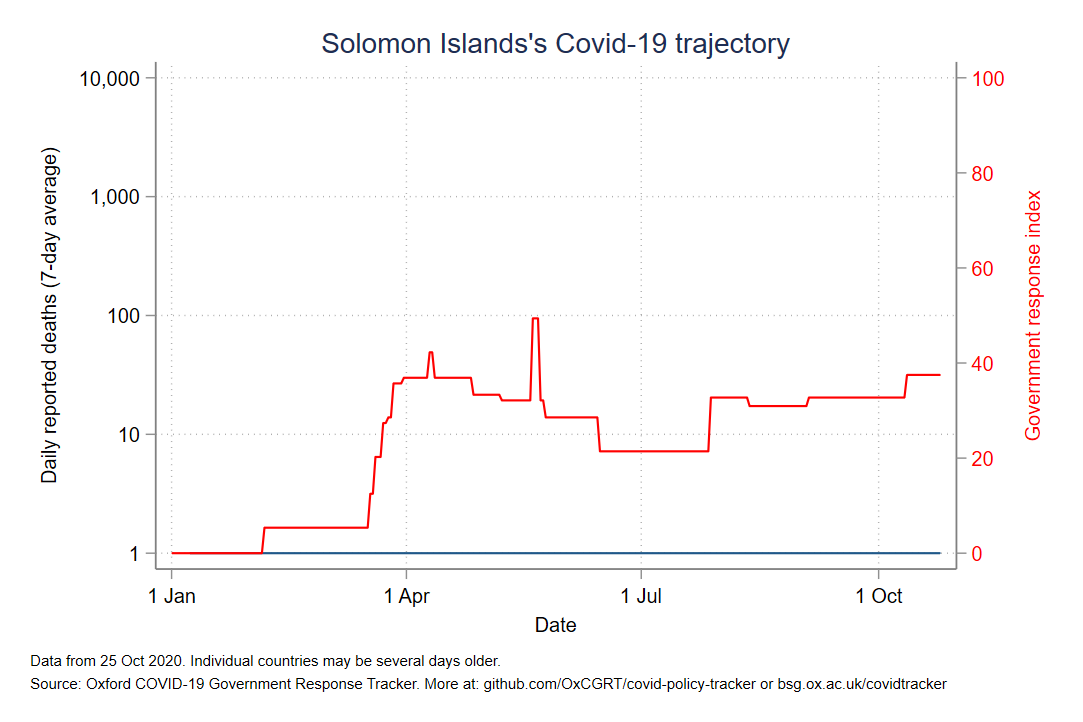 Solomon Islands's Covid-19 trajectory
10,000
1,000
100
10
1
Daily reported deaths (7-day average)
100
80
60
40
20
0
Government response index
1 Jan
1 Apr
1 Jul
1 Oct
Date
Data from 25 Oct 2020. Individual countries may be several days older.
Source: Oxford COVID-19 Government Response Tracker. More at: github.com/OxCGRT/covid-policy-tracker or bsg.ox.ac.uk/covidtracker